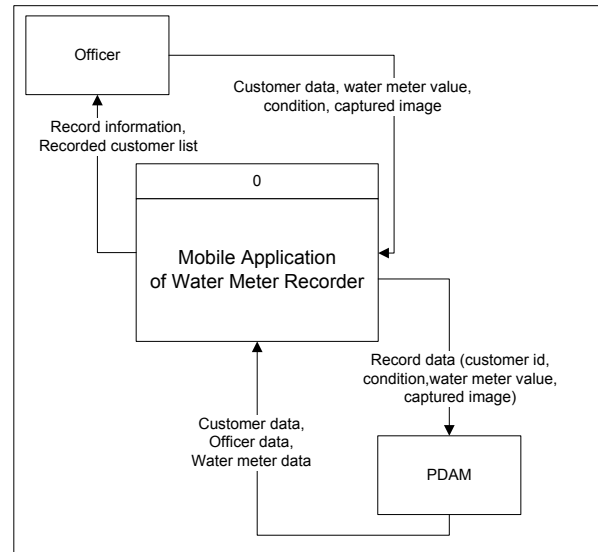 Officer
Customer data, water meter value,
condition, captured image
Record information,
Recorded customer list
0
Mobile Application
of Water Meter Recorder
Record data (customer id,
condition,water meter value,
captured image)
Customer data,
Officer data,
Water meter data
PDAM